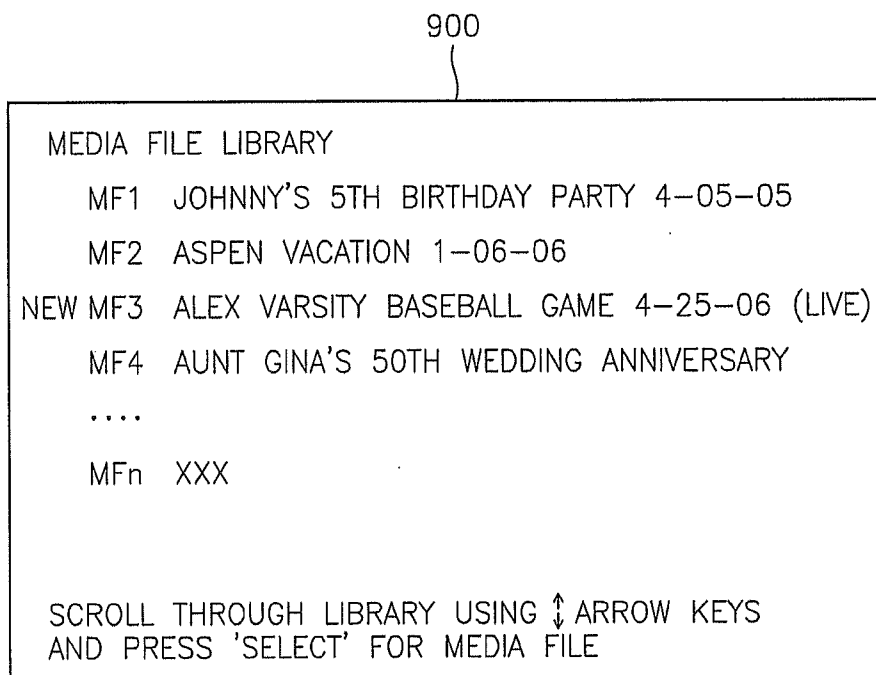 900
MEDIA FILE LIBRARY
MF1 JOHNNY'S 5TH BIRTHDAY PARTY 4-05-05
MF2 ASPEN VACATION 1-06-06
NEW MF3 ALEX VARSITY BASEBALL GAME 4-25-06 (LIVE)
MF4 AUNT GINA'S 50TH WEDDING ANNIVERSARY
....
MFn XXX
SCROLL THROUGH LIBRARY USING ↕ ARROW KEYS
AND PRESS 'SELECT' FOR MEDIA FILE